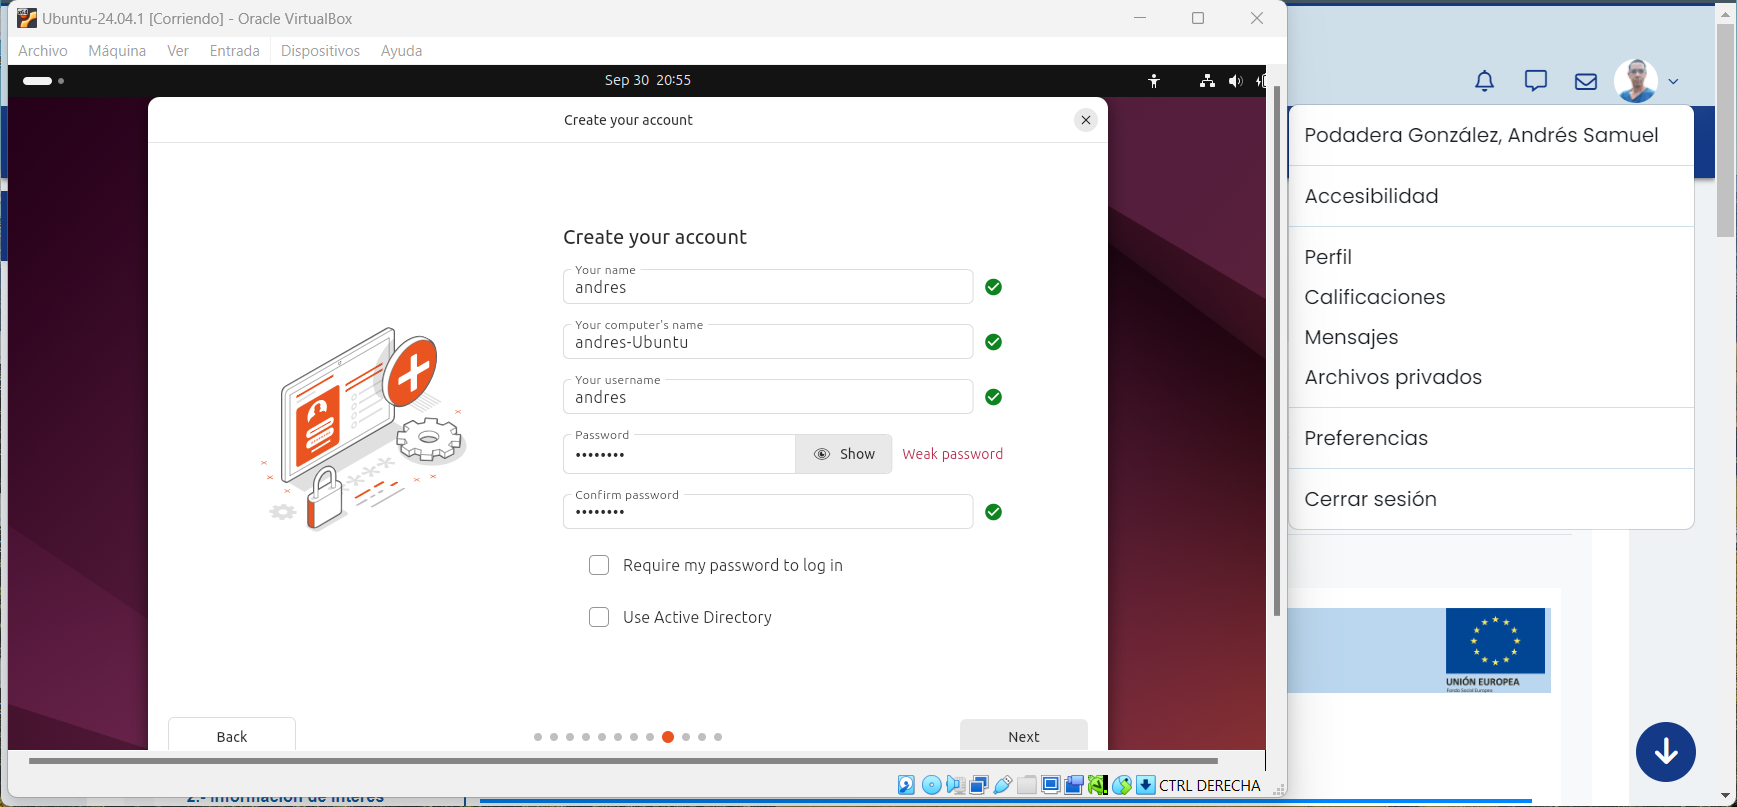 Ubuntu-24.04.1 [Corriendo] - Oracle VirtualBox
Archivo Máquina Ver Entrada Dispositivos Ayuda
Sep 30 20:55
Create your account
Create your account
Your name
andres
Your computer's name
andres-Ubuntu
Your username
andres
Password
•••••••• Show Weak password
Confirm password
••••••••
Require my password to log in
Use Active Directory
Back Next
CTRL DERECHA
Podadera González, Andrés Samuel
Accesibilidad
Perfil
Calificaciones
Mensajes
Archivos privados
Preferencias
Cerrar sesión
UNIÓN EUROPEA
Fondo Social Europeo
2.- Información de interés